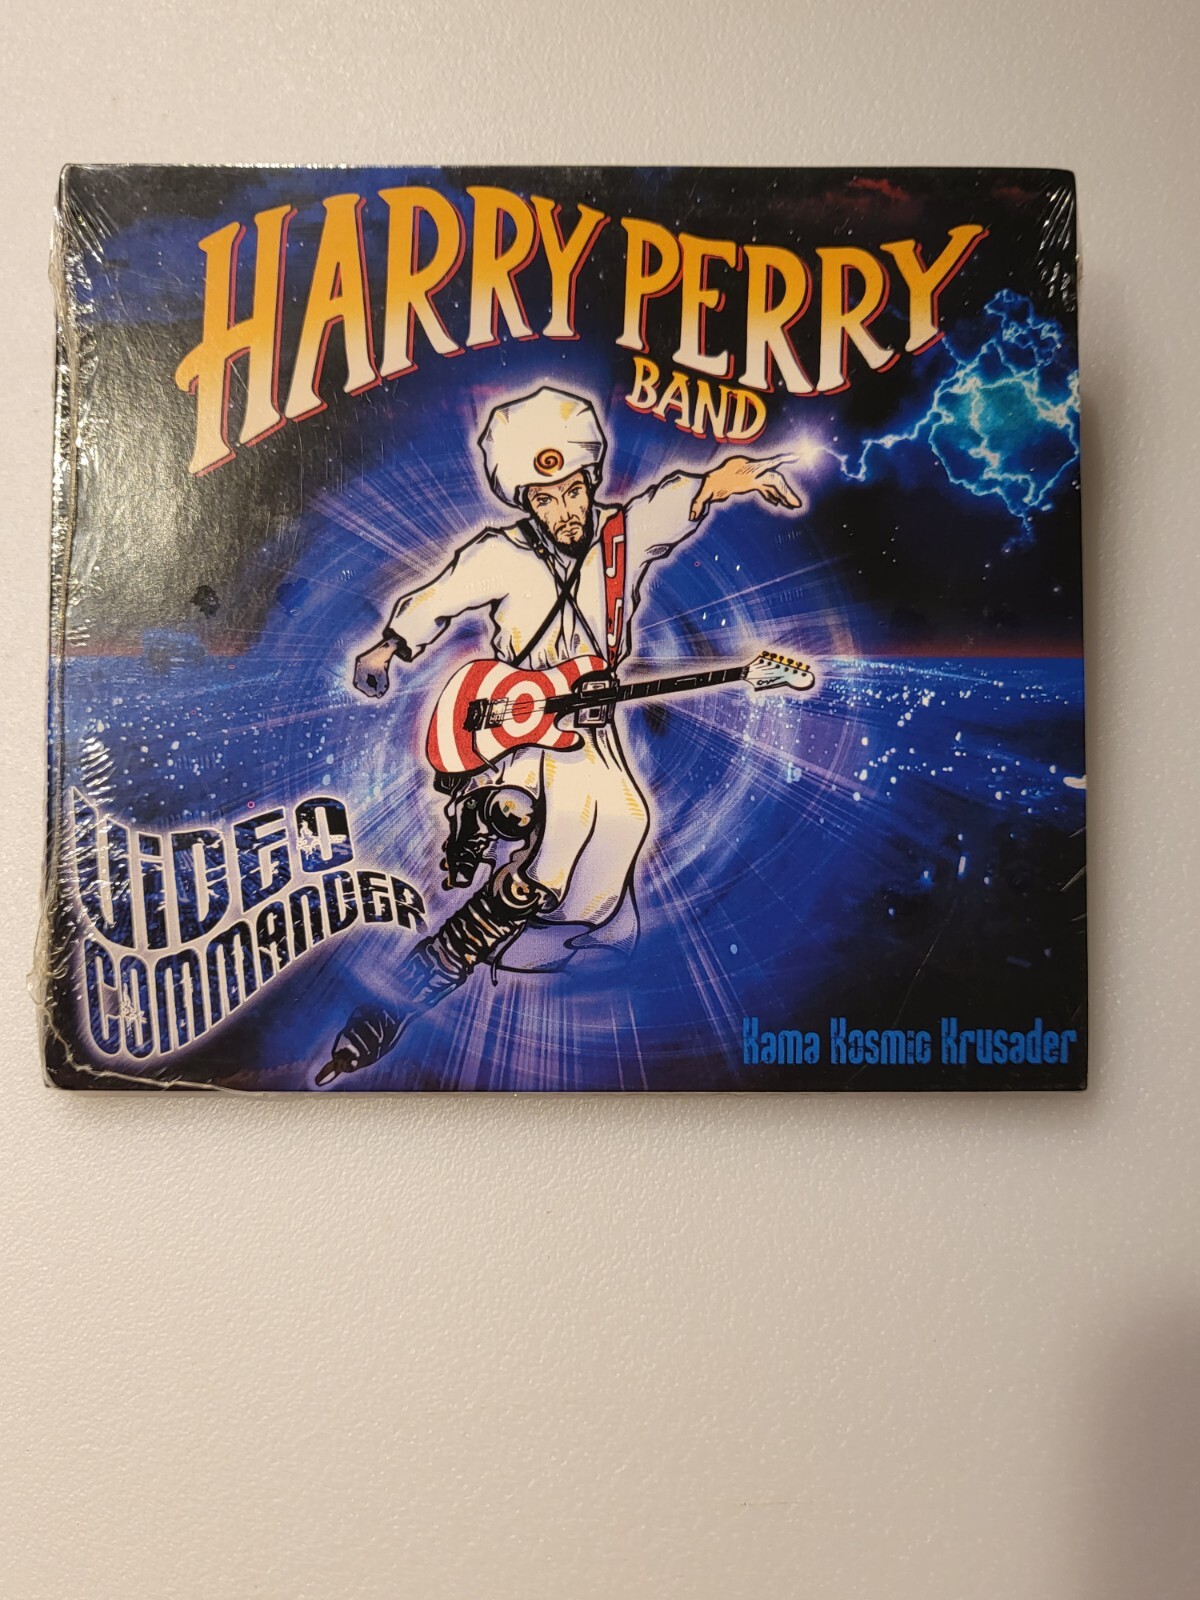 HARRY PERRY
BAND
ViDEO
COMMANDER
Kama Kosmic Krusader